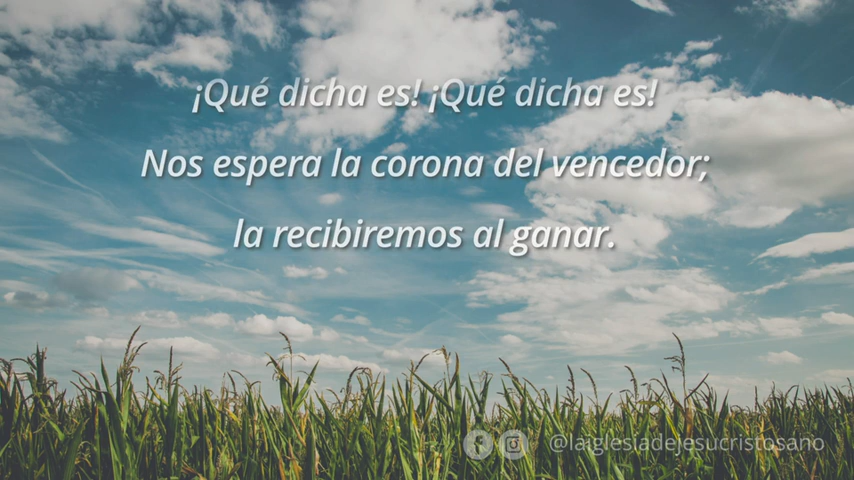 ¡Qué dicha es! ¡Qué dicha es!
Nos espera la corona del vencedor;
la recibiremos al ganar.
@laiglesiadejesucristosano